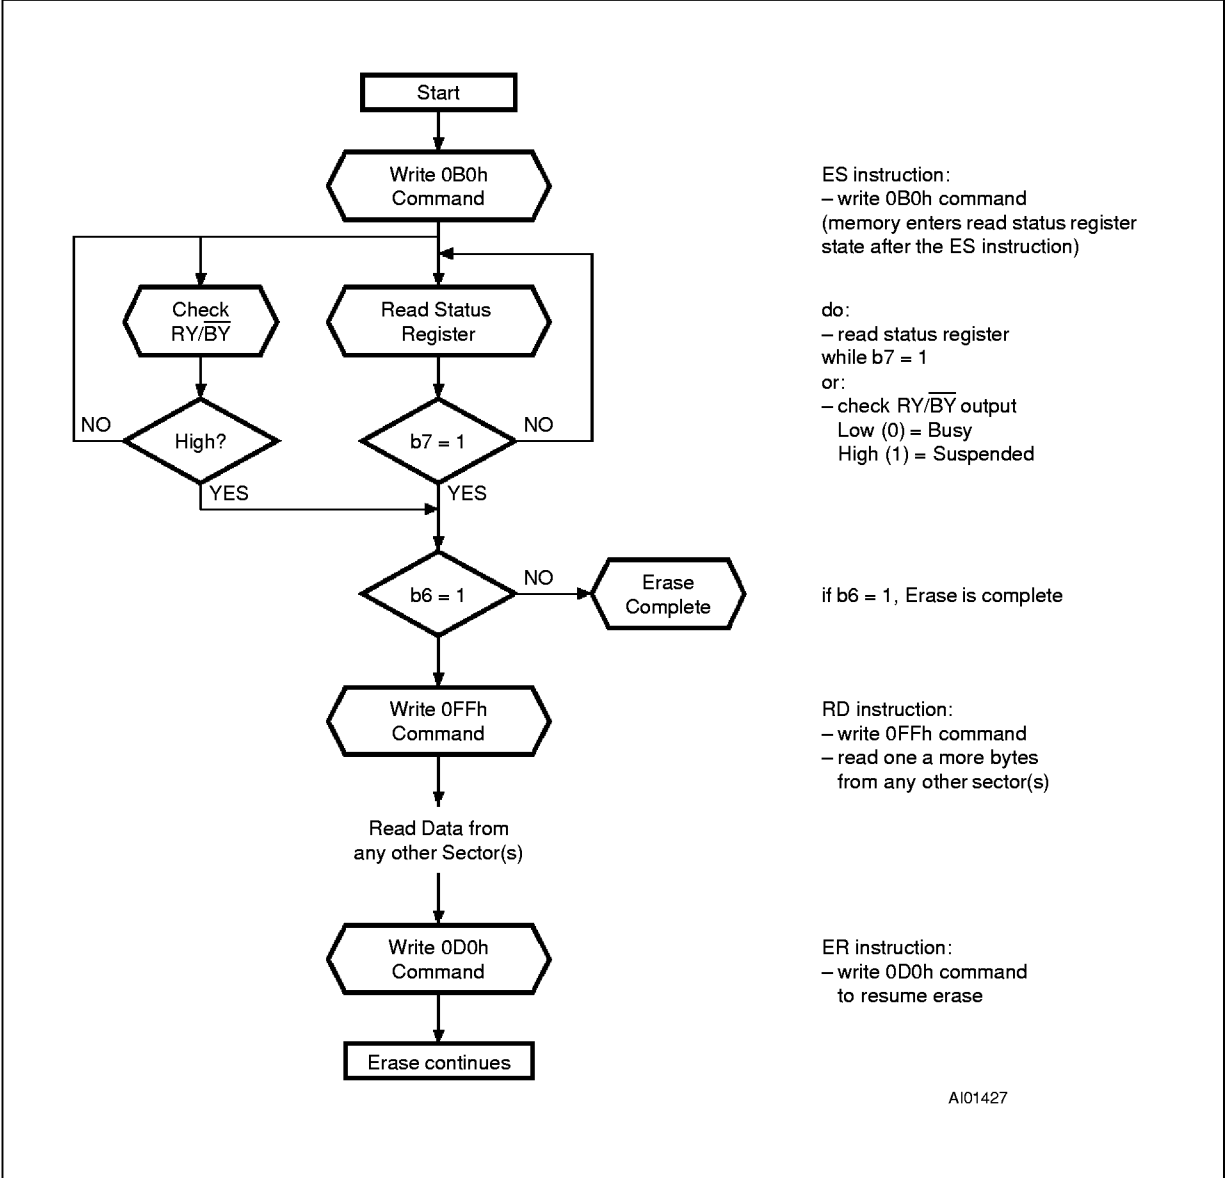 Start
Write 0B0h
Command
ES instruction:
– write 0B0h command
(memory enters read status register
state after the ES instruction)
Check
RY/B̅Y̅
Read Status
Register
do:
– read status register
while b7 = 1
or:
– check RY/B̅Y̅ output
Low (0) = Busy
High (1) = Suspended
NO
High?
b7 = 1
NO
YES
YES
b6 = 1
NO
Erase
Complete
if b6 = 1, Erase is complete
Write 0FFh
Command
RD instruction:
– write 0FFh command
– read one a more bytes
from any other sector(s)
Read Data from
any other Sector(s)
Write 0D0h
Command
ER instruction:
– write 0D0h command
to resume erase
Erase continues
AI01427